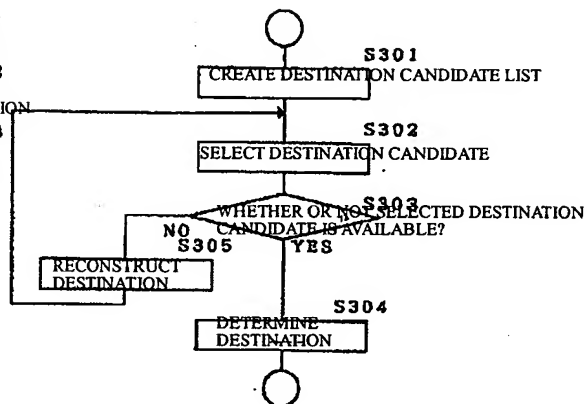 S301
CREATE DESTINATION CANDIDATE LIST
ION
S302
SELECT DESTINATION CANDIDATE
S303
WHETHER OR NOT SELECTED DESTINATION
CANDIDATE IS AVAILABLE?
NO
S305
YES
RECONSTRUCT
DESTINATION
S304
DETERMINE
DESTINATION